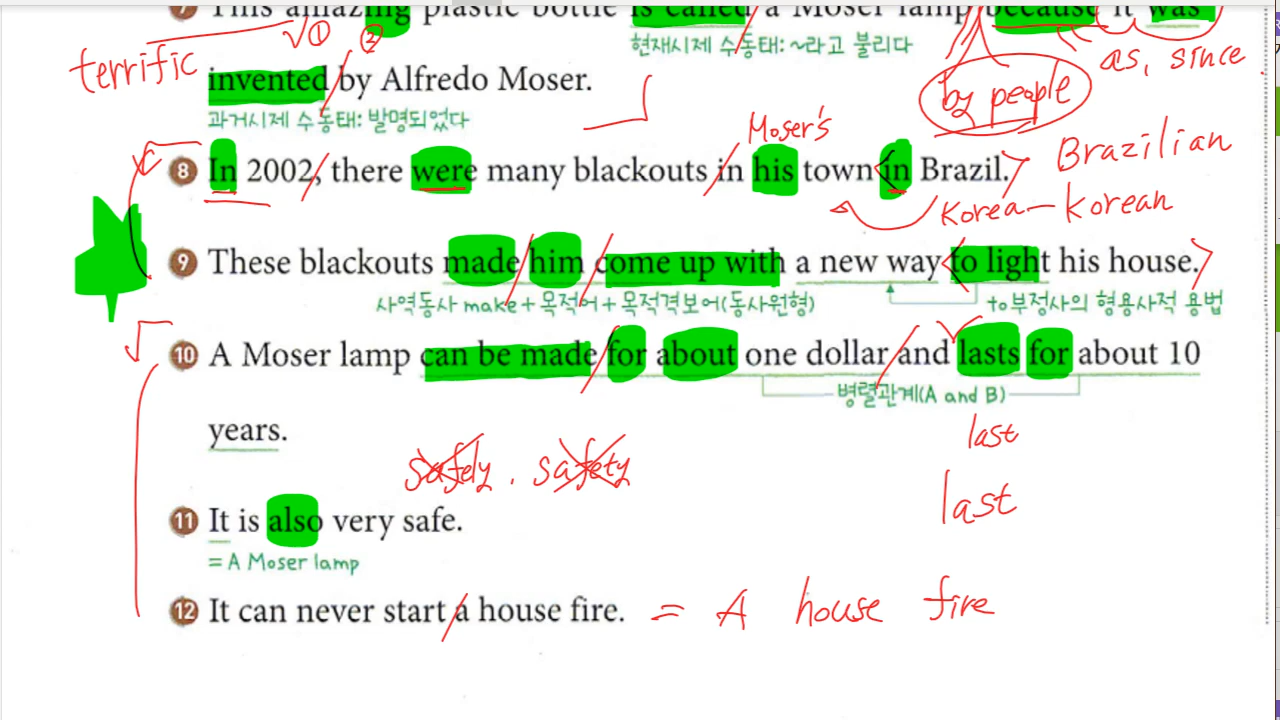 7 This amazing plastic bottle is called a Moser lamp because it was
√① ②
terrific
현재시제 수동태: ~라고 불리다
as, since.
invented by Alfredo Moser.
by people
과거시제 수동태: 발명되었다
Moser's
8 In 2002, there were many blackouts in his town in Brazil.
Brazilian
Korea - korean
9 These blackouts made him come up with a new way to light his house.
사역동사 make + 목적어 + 목적격보어(동사원형)
to부정사의 형용사적 용법
10 A Moser lamp can be made for about one dollar and lasts for about 10
병렬관계(A and B)
years.
last
safely. safety
last
11 It is also very safe.
= A Moser lamp
12 It can never start a house fire. = A house fire